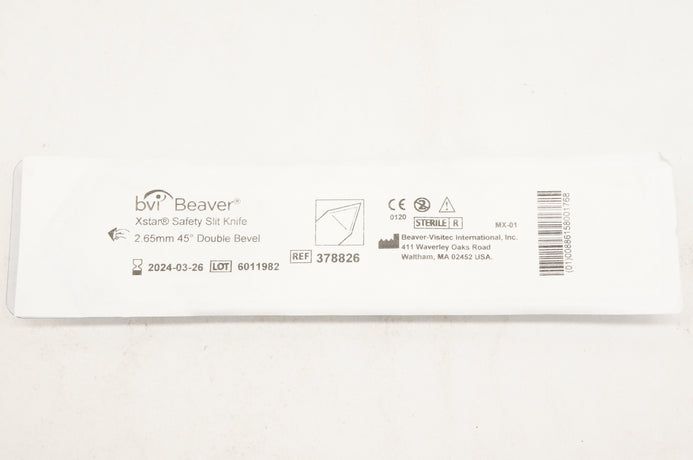 bvi Beaver®
Xstar® Safety Slit Knife
2.65mm 45° Double Bevel
2024-03-26 LOT 6011982
REF 378826
CE
0120
2
STERILE R
MX-01
Beaver-Visitec International, Inc.
411 Waverley Oaks Road
Waltham, MA 02452 USA.
(01)00886158001768